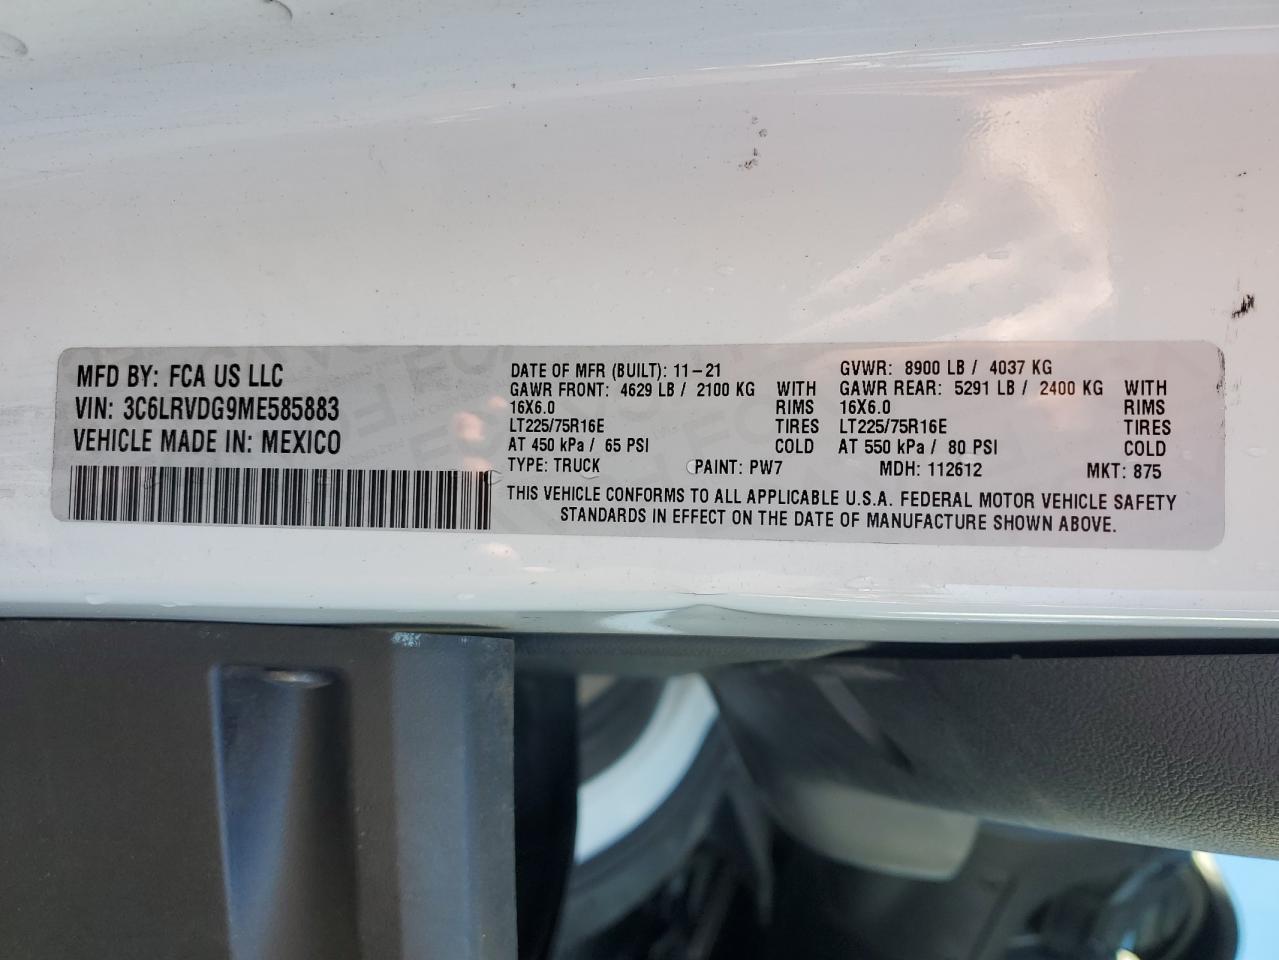 MFD BY: FCA US LLC
VIN: 3C6LRVDG9ME585883
VEHICLE MADE IN: MEXICO
DATE OF MFR (BUILT): 11-21 GVWR: 8900 LB / 4037 KG
GAWR FRONT: 4629 LB / 2100 KG WITH GAWR REAR: 5291 LB / 2400 KG WITH
16X6.0 RIMS 16X6.0 RIMS
LT225/75R16E TIRES LT225/75R16E TIRES
AT 450 kPa / 65 PSI COLD AT 550 kPa / 80 PSI COLD
TYPE: TRUCK PAINT: PW7 MDH: 112612 MKT: 875
THIS VEHICLE CONFORMS TO ALL APPLICABLE U.S.A. FEDERAL MOTOR VEHICLE SAFETY
STANDARDS IN EFFECT ON THE DATE OF MANUFACTURE SHOWN ABOVE.